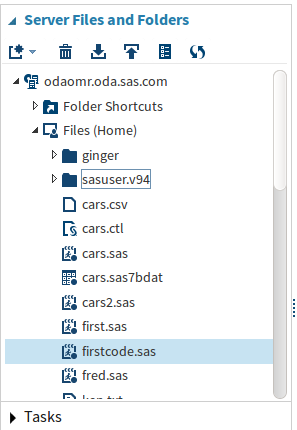 Server Files and Folders
odaomr.oda.sas.com
Folder Shortcuts
Files (Home)
ginger
sasuser.v94
cars.csv
cars.ctl
cars.sas
cars.sas7bdat
cars2.sas
first.sas
firstcode.sas
fred.sas
Tasks